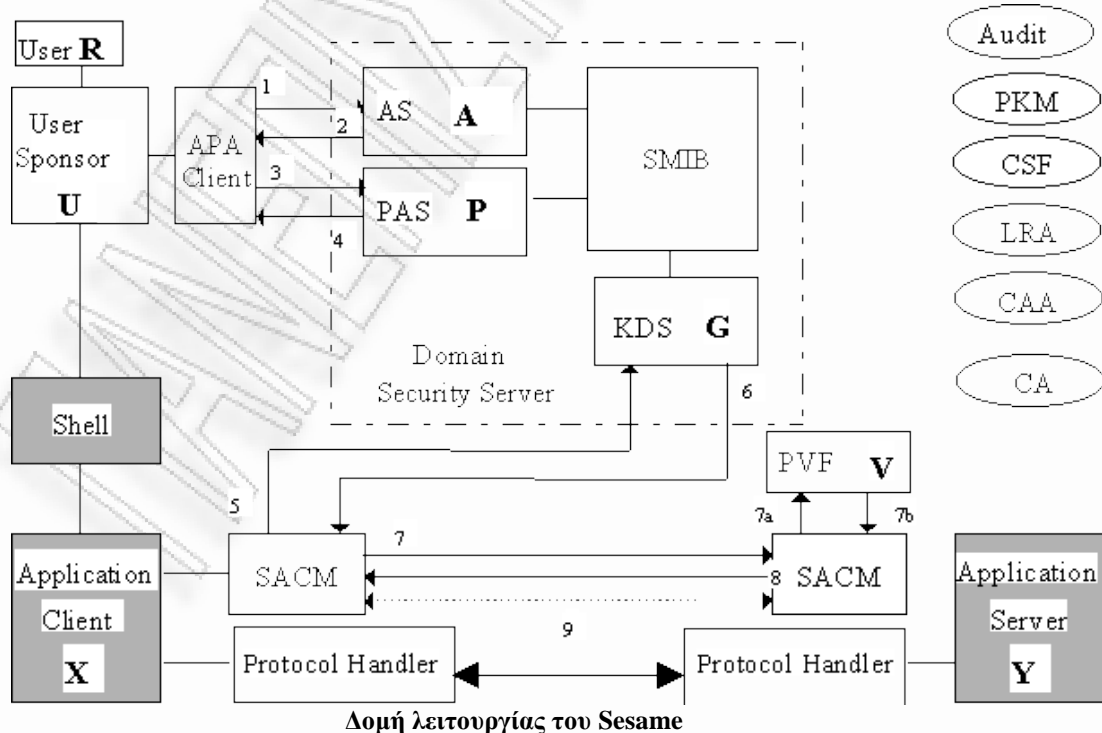 User R
User
Sponsor
U
APA
Client
1
2
3
4
AS A
PAS P
SMIB
KDS G
Domain
Security Server
Audit
PKM
CSF
LRA
CAA
CA
Shell
5
6
PVF V
7a
7b
7
8
9
Application
Client
X
SACM
SACM
Application
Server
Y
Protocol Handler
Protocol Handler
Δομή λειτουργίας του Sesame